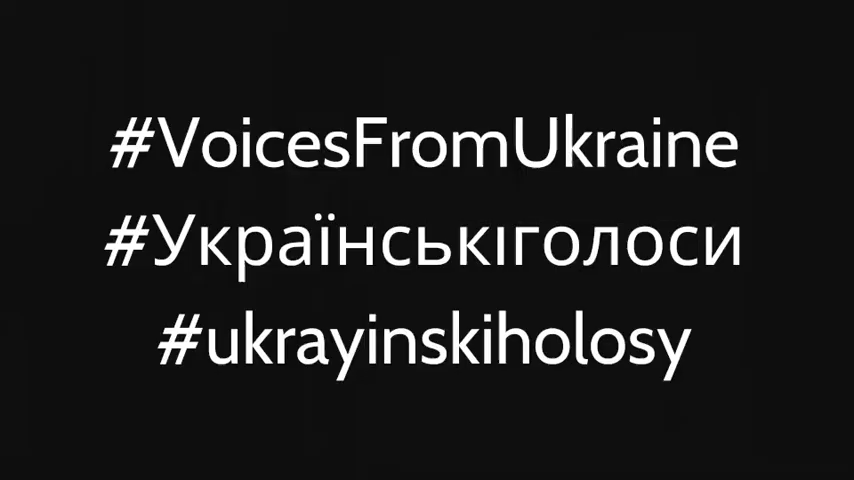 #VoicesFromUkraine
#Українськіголоси
#ukrayinskiholosy